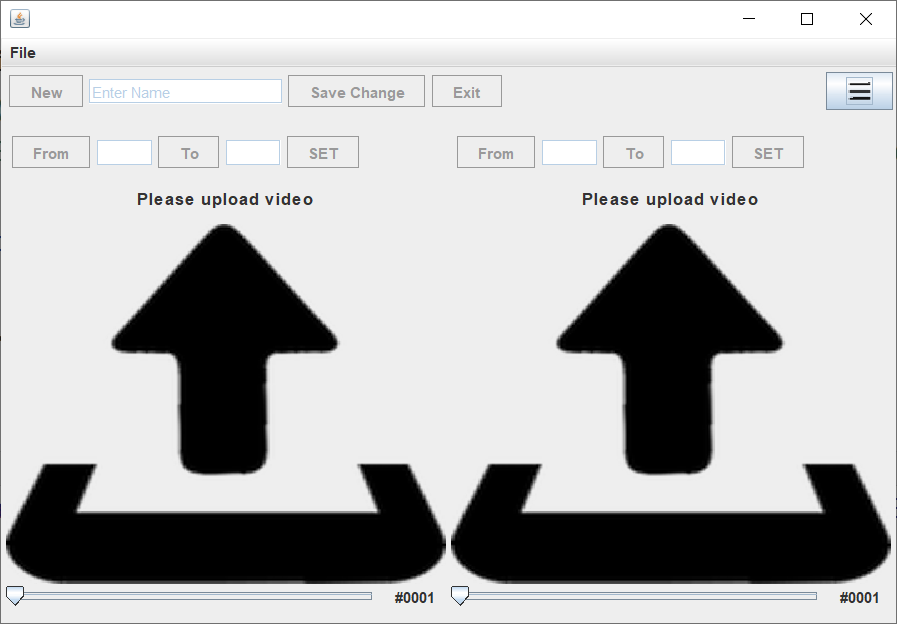 File
New Enter Name Save Change Exit
From To SET From To SET
Please upload video Please upload video
#0001 #0001